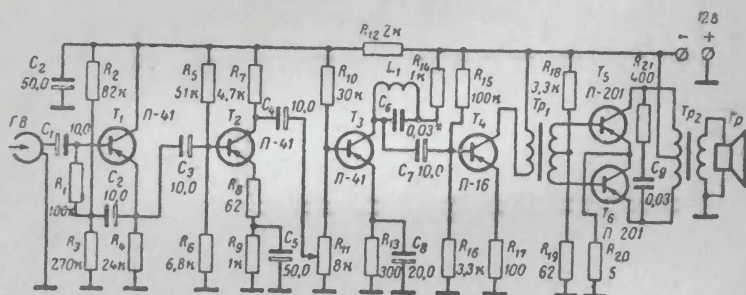 C₂
50,0
R₂
82к
T₁
П-41
ГВ
C₁
10,0
R₁
100к
C₂
10,0
R₃
270к
R₄
24к
C₃
10,0
R₅
51к
R₆
6,8к
R₇
4,7к
T₂
П-41
R₈
62
R₉
1к
C₄
10,0
C₅
50,0
R₁₀
30к
R₁₁
8к
R₁₂ 2к
T₃
П-41
L₁
C₆
0,03*
C₇ 10,0
R₁₃
300
C₈
20,0
R₁₄
1к
R₁₅
100к
T₄
П-16
R₁₆
3,3к
R₁₇
100
Тр₁
R₁₈
3,3к
R₁₉
62
T₅
П-201
T₆
П 201
R₂₀
5
R₂₁
400
C₉
0,03
Тр₂
Гр
12В
- +